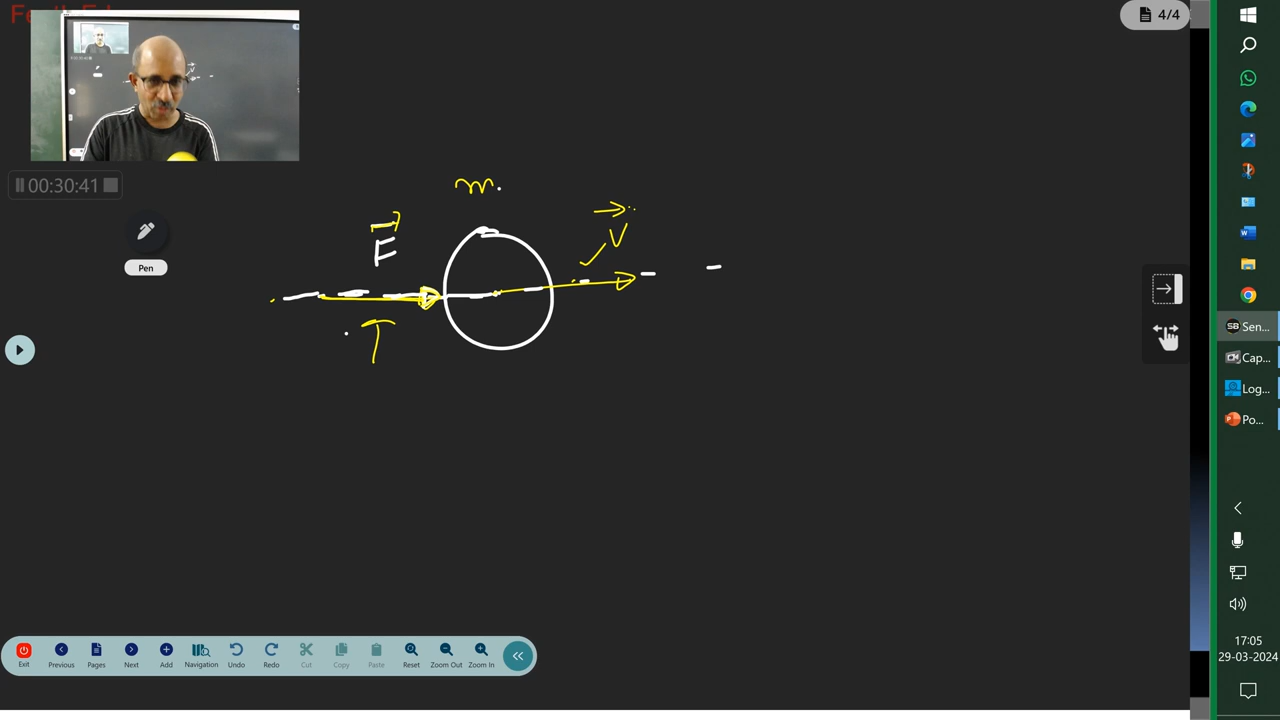 4/4
00:30:41
m
F
V
Pen
T
Sen...
Cap...
Log...
Po...
Exit Previous Pages Next Add Navigation Undo Redo Cut Copy Paste Reset Zoom Out Zoom In
17:05
29-03-2024